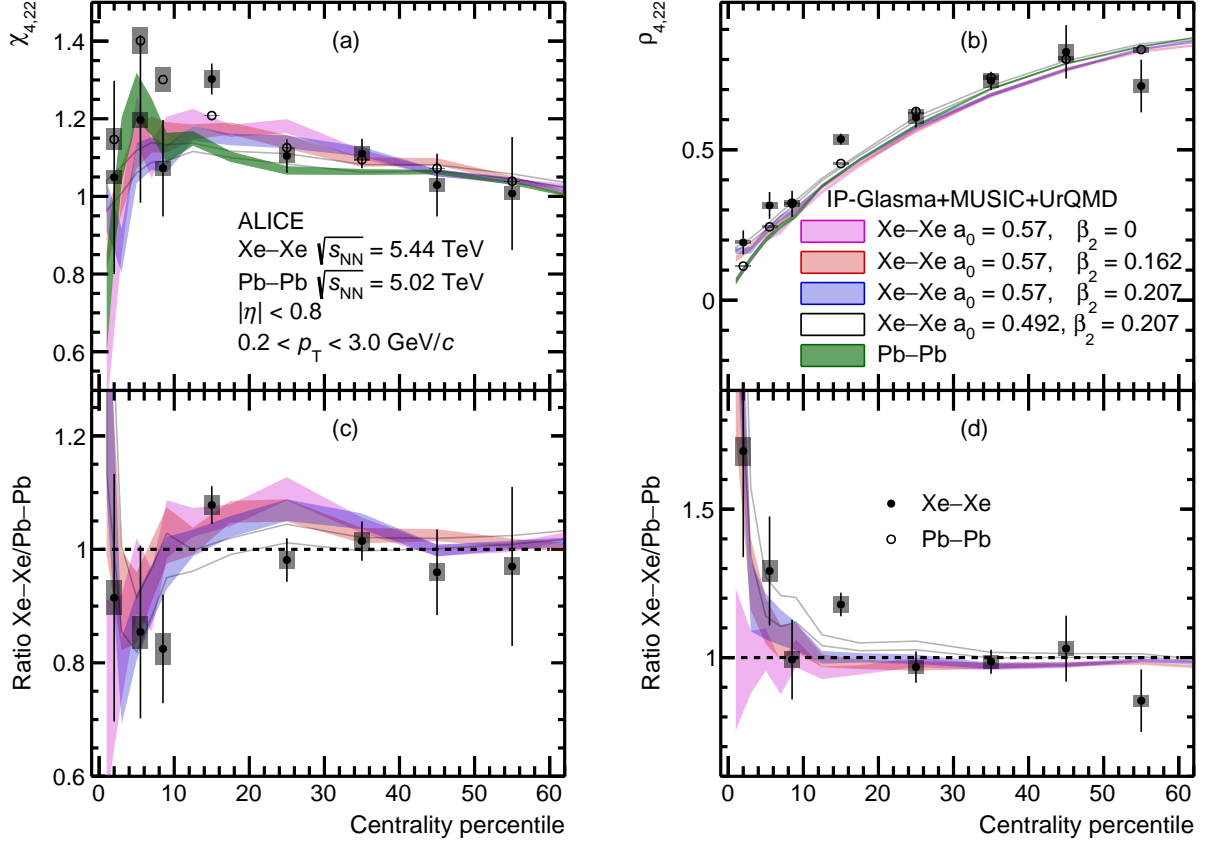 χ4,22
(a)
1.4
1.2
1.0
0.8
0.6
ALICE
Xe–Xe √sNN = 5.44 TeV
Pb–Pb √sNN = 5.02 TeV
|η| < 0.8
0.2 < pT < 3.0 GeV/c
ρ4,22
(b)
0.5
0
IP-Glasma+MUSIC+UrQMD
Xe–Xe a0 = 0.57, β2 = 0
Xe–Xe a0 = 0.57, β2 = 0.162
Xe–Xe a0 = 0.57, β2 = 0.207
Xe–Xe a0 = 0.492, β2 = 0.207
Pb–Pb
Ratio Xe–Xe/Pb–Pb
(c)
1.2
1.0
0.8
0.6
0 10 20 30 40 50 60
Centrality percentile
Ratio Xe–Xe/Pb–Pb
(d)
1.5
1
Xe–Xe
Pb–Pb
0 10 20 30 40 50 60
Centrality percentile